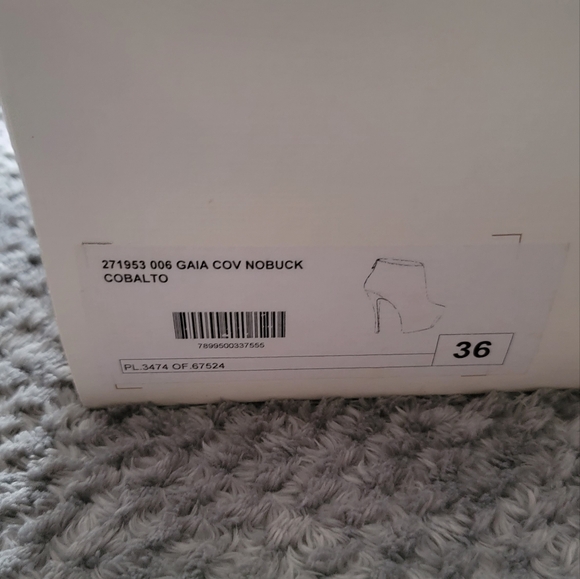 271953 006 GAIA COV NOBUCK
COBALTO
7899500337555
PL.3474 OF.67524
36